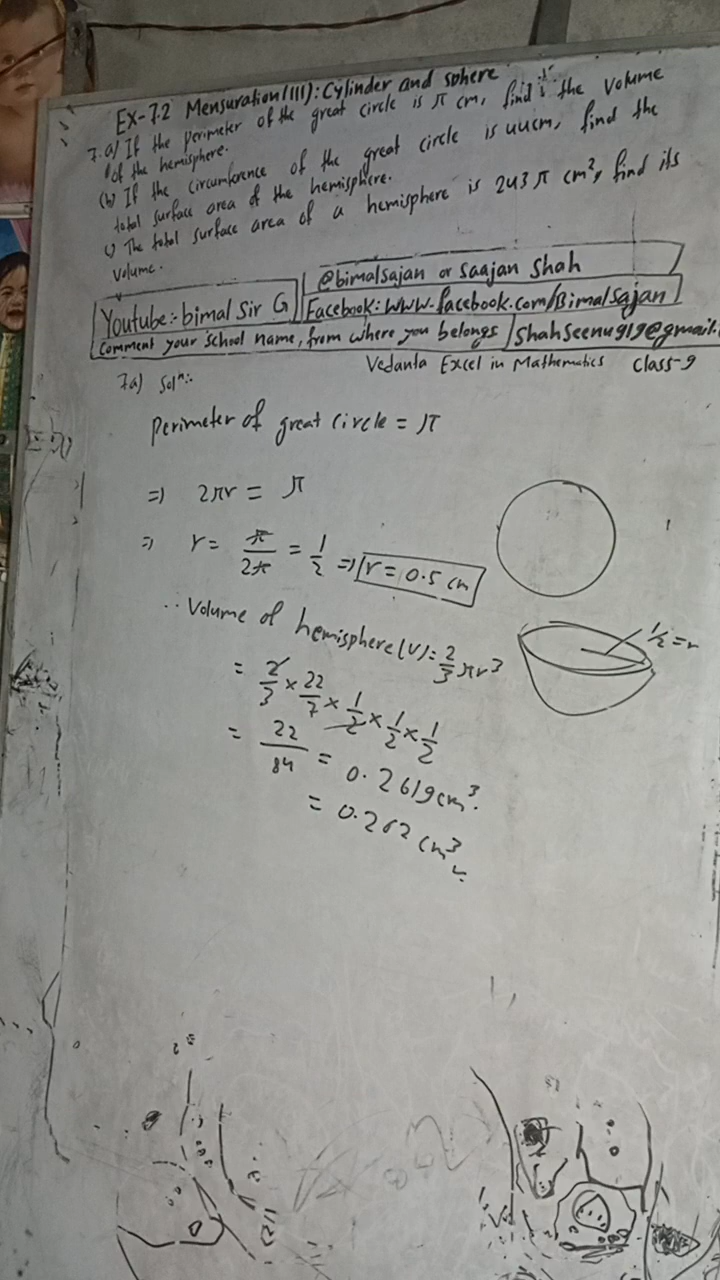 Ex-7.2 Mensuration(III): Cylinder and sphere
7.a) If the perimeter of the great circle is π cm, find the volume
of the hemisphere.
(b) If the circumference of the great circle is 44cm, find the
total surface area of the hemisphere.
c) The total surface area of a hemisphere is 243 π cm², find its
volume.
@bimalsajan or saajan shah
Youtube:- bimal Sir G
Facebook: www.facebook.com/Bimalsajan
Comment your school name, from where you belongs
Shahseenu919@gmail.
Vedanta Excel in Mathematics Class-9
7a) Solⁿ:-
Perimeter of great circle = π
⇒ 2πr = π
⇒ r = π/2π = 1/2 ⇒ r = 0.5 cm
∴ Volume of hemisphere(V) = 2/3 πr³
1/2 = r
= 2/3 × 22/7 × 1/2 × 1/2 × 1/2
= 22/84 = 0.2619 cm³.
= 0.262 cm³